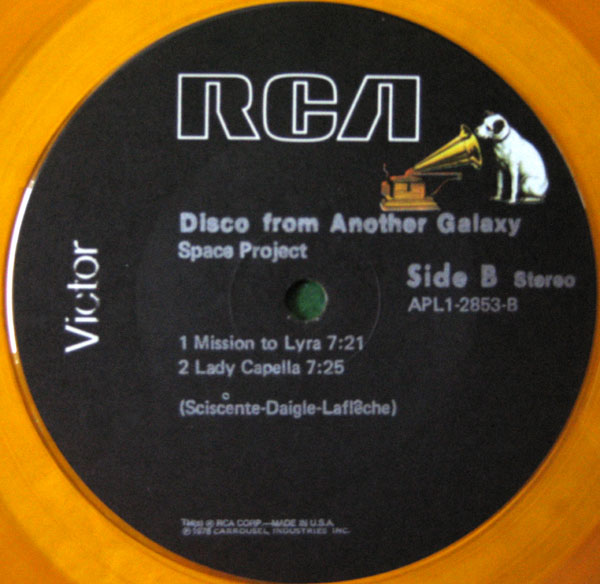 RCA
Disco from Another Galaxy
Space Project
Victor
Side B Stereo
APL1-2853-B
1 Mission to Lyra 7:21
2 Lady Capella 7:25
(Sciscente-Daigle-Laflêche)
® RCA CORP.—MADE IN U.S.A.
℗ 1978 CARROUSEL INDUSTRIES INC.